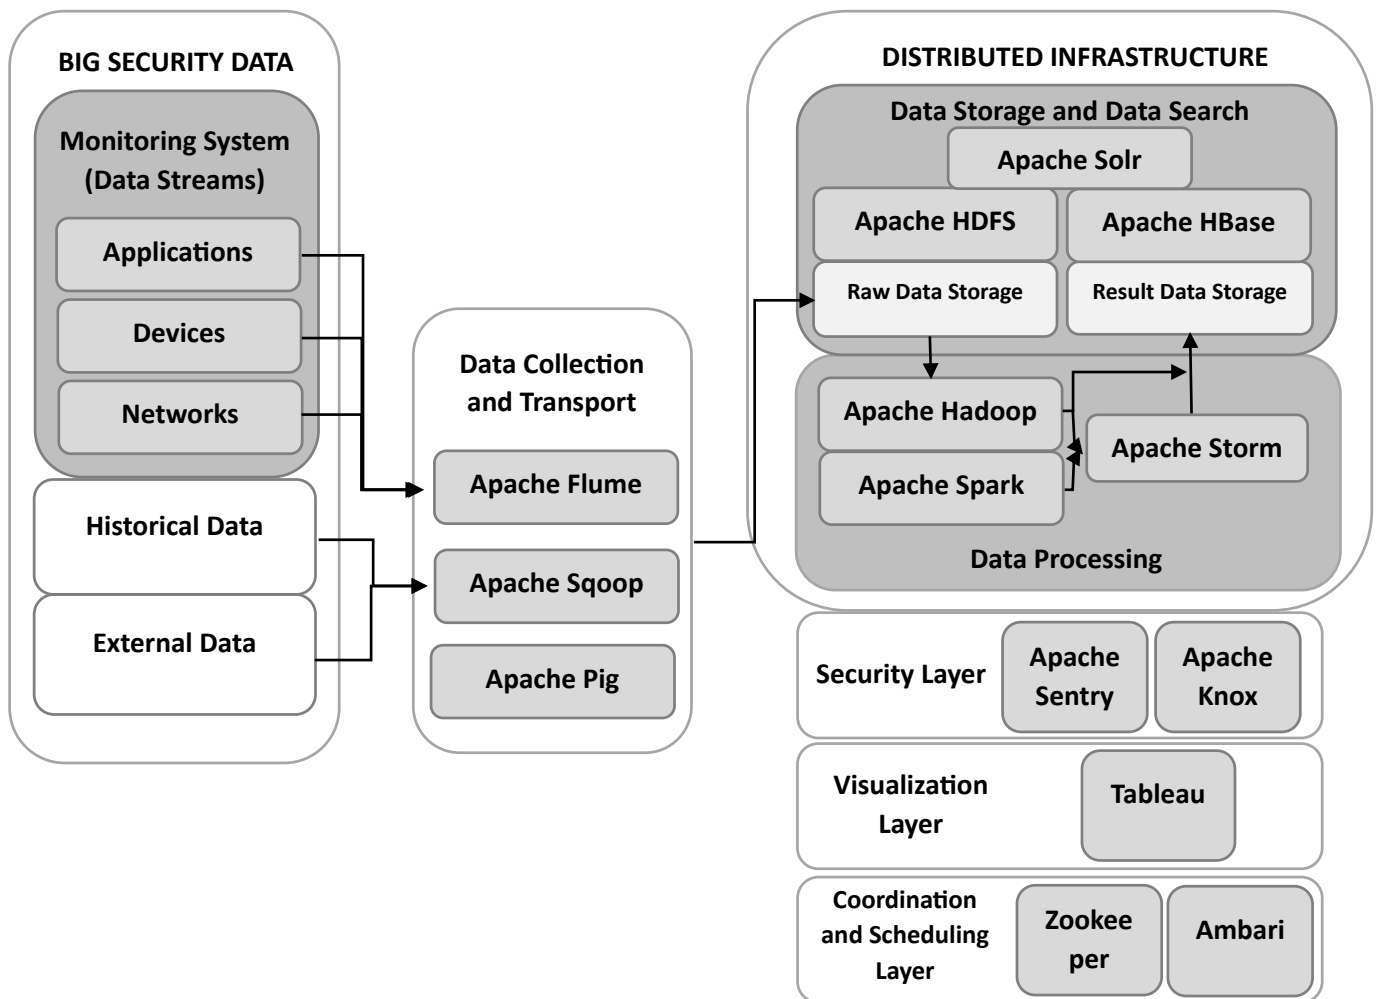 BIG SECURITY DATA
Monitoring System
(Data Streams)
Applications
Devices
Networks
Historical Data
External Data
Data Collection
and Transport
Apache Flume
Apache Sqoop
Apache Pig
DISTRIBUTED INFRASTRUCTURE
Data Storage and Data Search
Apache Solr
Apache HDFS
Apache HBase
Raw Data Storage
Result Data Storage
Apache Hadoop
Apache Storm
Apache Spark
Data Processing
Security Layer
Apache
Sentry
Apache
Knox
Visualization
Layer
Tableau
Coordination
and Scheduling
Layer
Zookee
per
Ambari